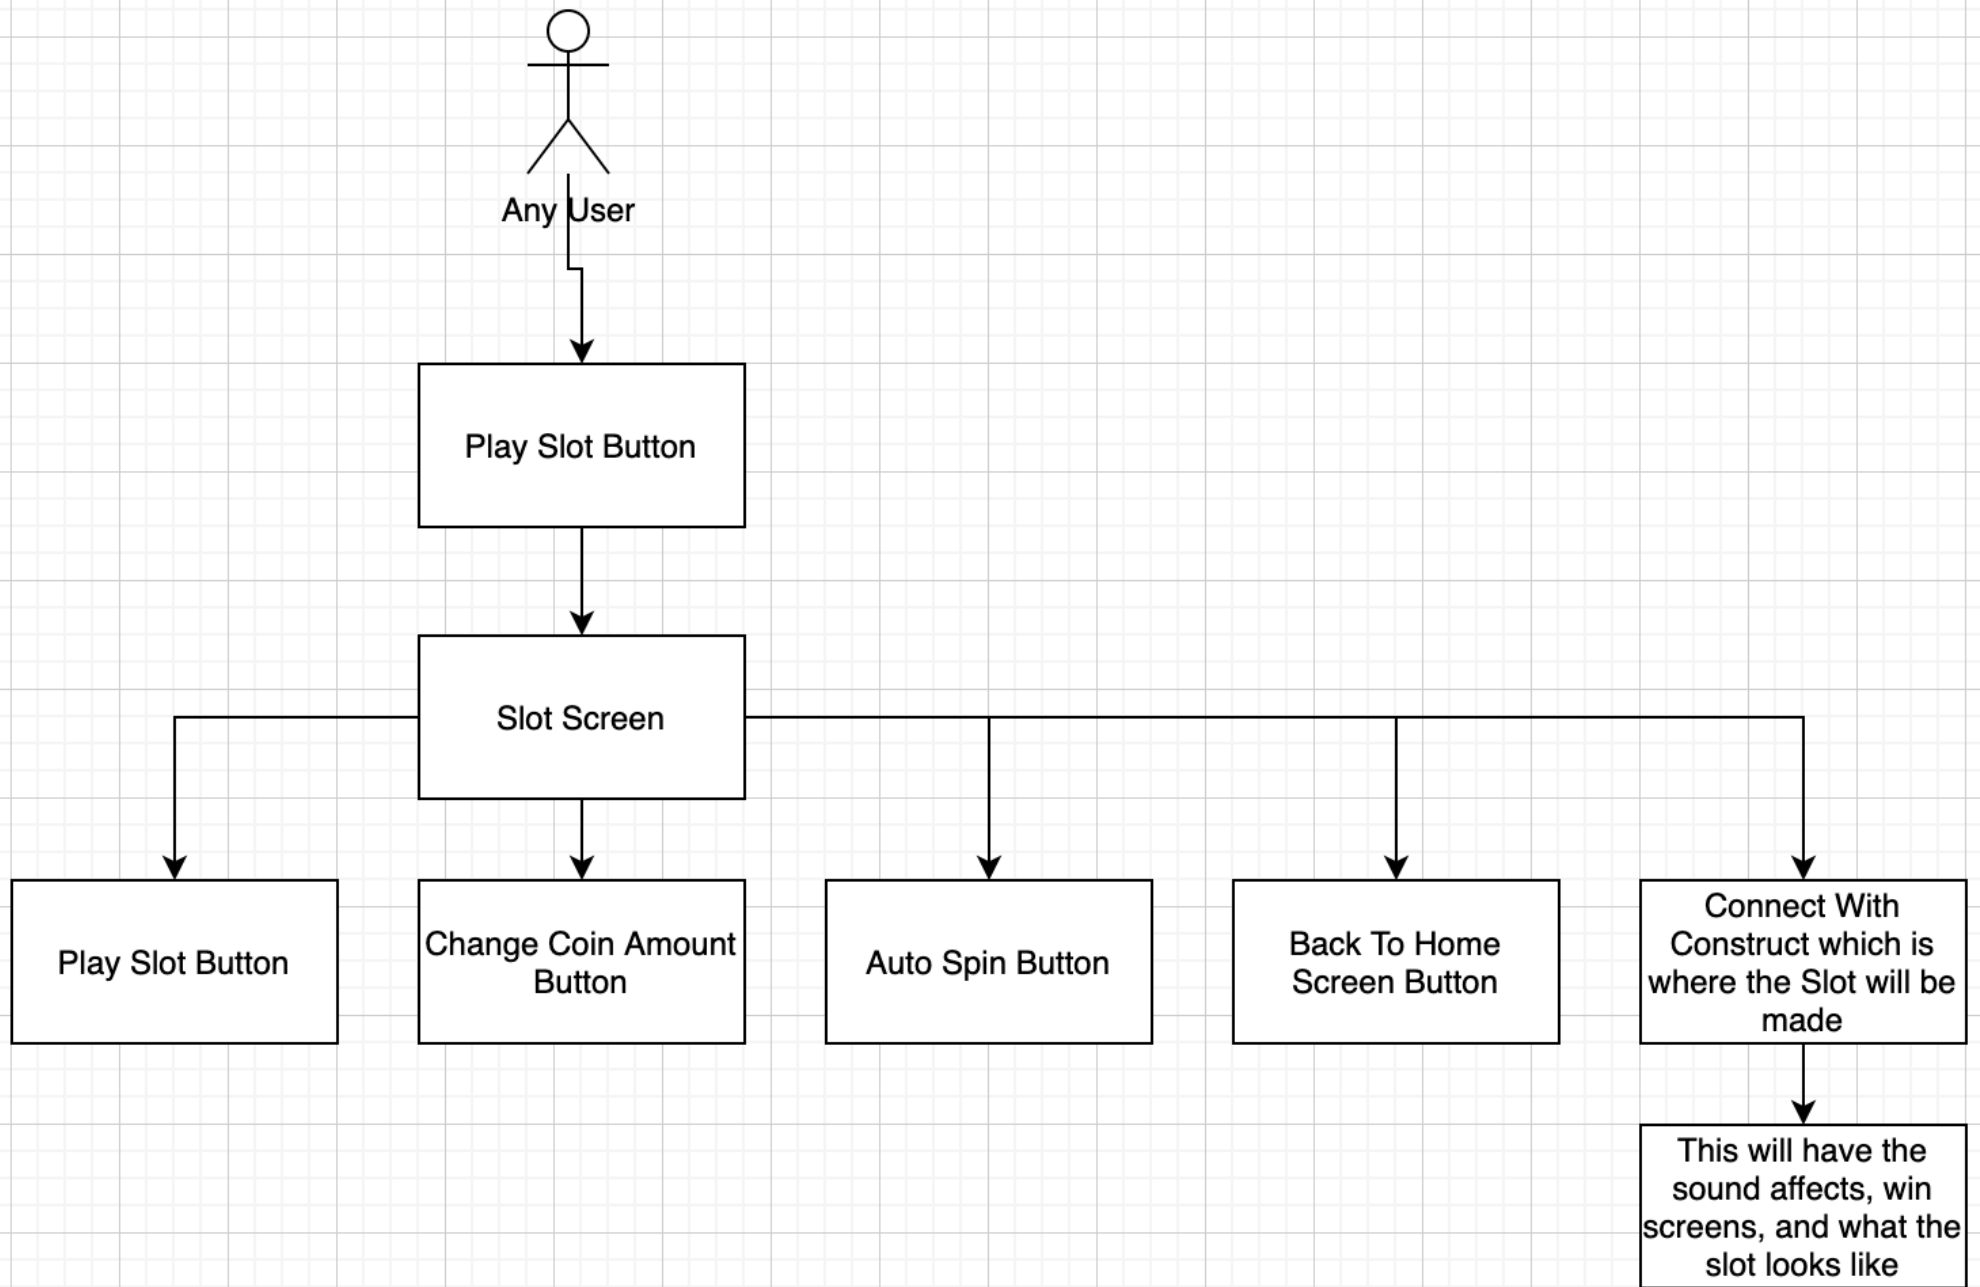 Any User
Play Slot Button
Slot Screen
Play Slot Button
Change Coin Amount
Button
Auto Spin Button
Back To Home
Screen Button
Connect With
Construct which is
where the Slot will be
made
This will have the
sound affects, win
screens, and what the
slot looks like